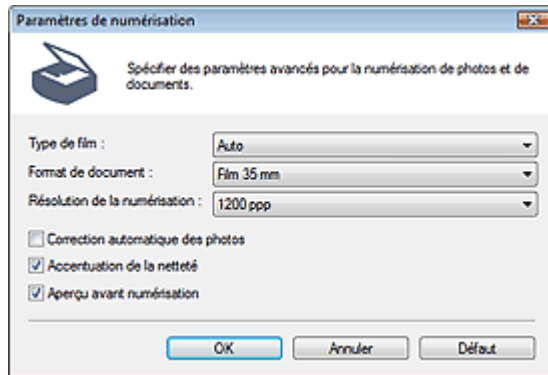 Paramètres de numérisation
Spécifier des paramètres avancés pour la numérisation de photos et de
documents.
Type de film : Auto
Format de document : Film 35 mm
Résolution de la numérisation : 1200 ppp
Correction automatique des photos
Accentuation de la netteté
Aperçu avant numérisation
OK Annuler Défaut